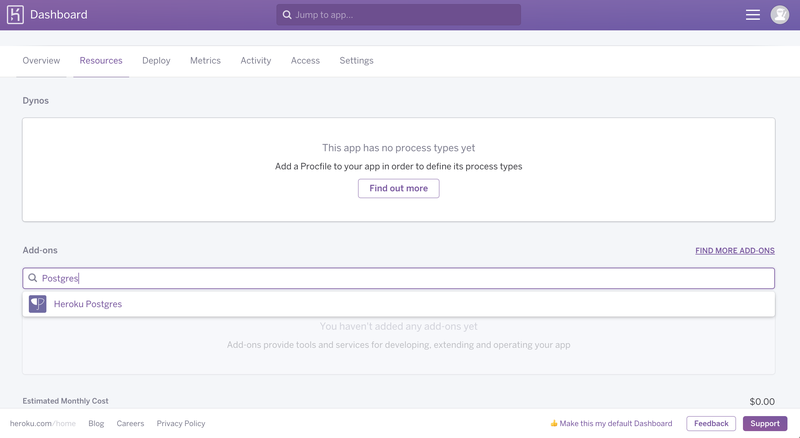 Dashboard
Jump to app...
Overview Resources Deploy Metrics Activity Access Settings
Dynos
This app has no process types yet
Add a Procfile to your app in order to define its process types
Find out more
Add-ons FIND MORE ADD-ONS
Postgres
Heroku Postgres
You haven't added any add-ons yet
Add-ons provide tools and services for developing, extending and operating your app
Estimated Monthly Cost $0.00
heroku.com/home Blog Careers Privacy Policy 👍 Make this my default Dashboard Feedback Support